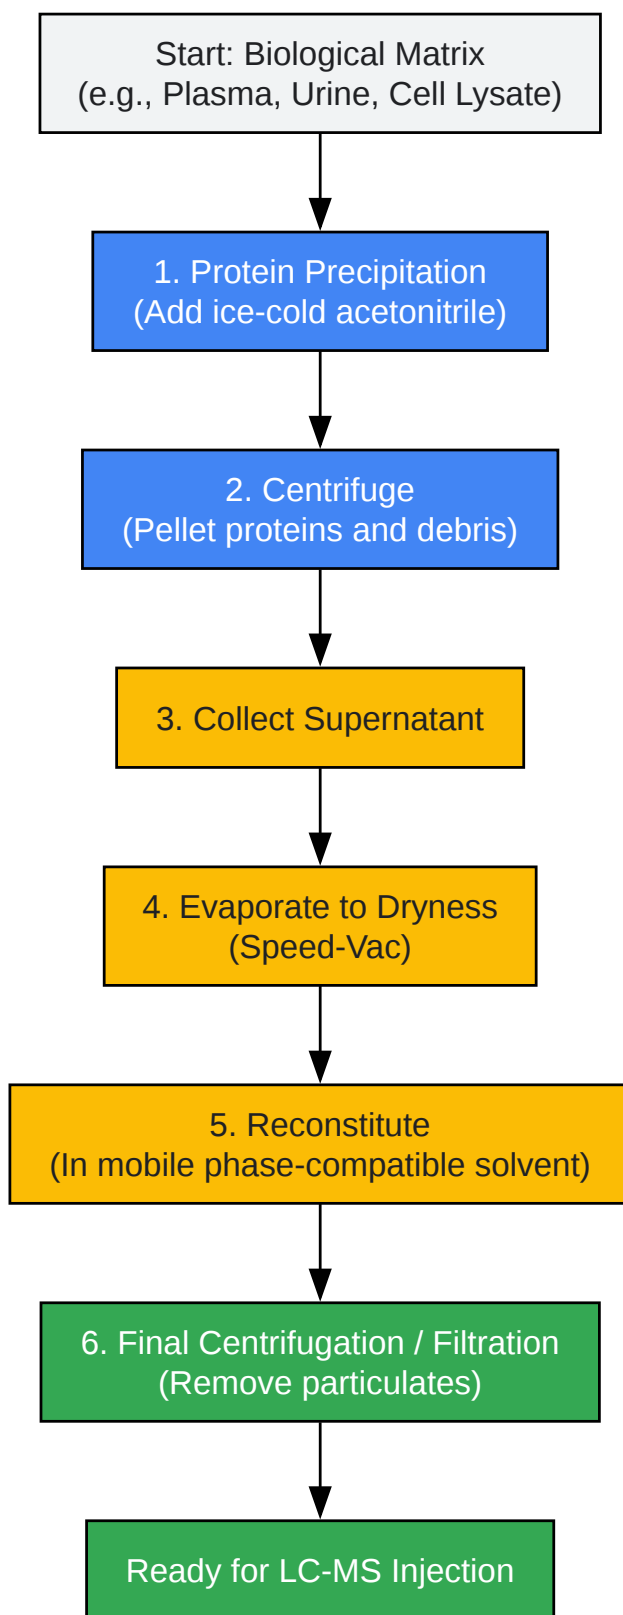 Start: Biological Matrix
(e.g., Plasma, Urine, Cell Lysate)
1. Protein Precipitation
(Add ice-cold acetonitrile)
2. Centrifuge
(Pellet proteins and debris)
3. Collect Supernatant
4. Evaporate to Dryness
(Speed-Vac)
5. Reconstitute
(In mobile phase-compatible solvent)
6. Final Centrifugation / Filtration
(Remove particulates)
Ready for LC-MS Injection